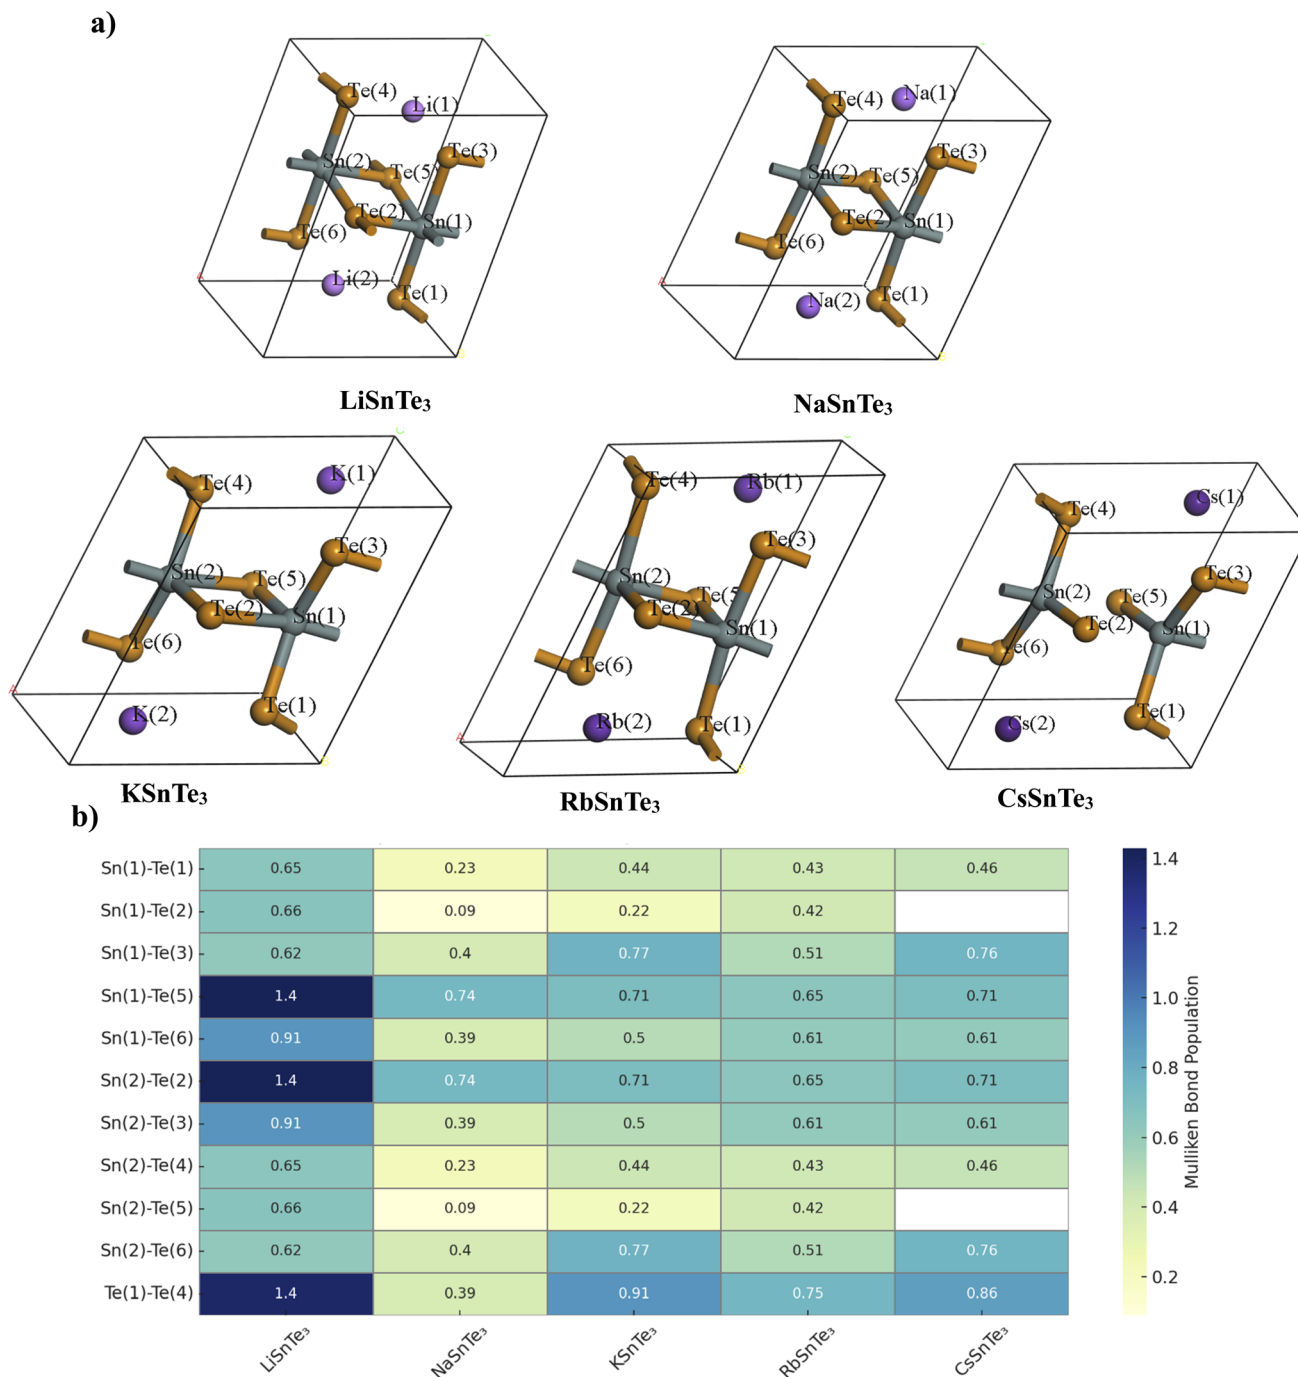 a)
Te(4)
Li(1)
Te(3)
Sn(2)
Te(5)
Te(2)
Sn(1)
Te(6)
Li(2)
Te(1)
A
LiSnTe₃
Te(4)
Na(1)
Te(3)
Sn(2)
Te(5)
Te(2)
Sn(1)
Te(6)
Na(2)
Te(1)
A
B
NaSnTe₃
C
Te(4)
K(1)
Te(3)
Sn(2)
Te(5)
Te(2)
Sn(1)
Te(6)
Te(1)
K(2)
A
B
KSnTe₃
Te(4)
Rb(1)
Te(3)
Sn(2)
Te(5
Te(2)
Sn(1)
Te(6)
Rb(2)
Te(1)
A
RbSnTe₃
Te(4)
Cs(1)
Te(3)
Sn(2)
Te(5)
Te(2)
Sn(1)
Te(6)
Te(1)
Cs(2)
CsSnTe₃
b)
Sn(1)-Te(1) 0.65 0.23 0.44 0.43 0.46
Sn(1)-Te(2) 0.66 0.09 0.22 0.42
Sn(1)-Te(3) 0.62 0.4 0.77 0.51 0.76
Sn(1)-Te(5) 1.4 0.74 0.71 0.65 0.71
Sn(1)-Te(6) 0.91 0.39 0.5 0.61 0.61
Sn(2)-Te(2) 1.4 0.74 0.71 0.65 0.71
Sn(2)-Te(3) 0.91 0.39 0.5 0.61 0.61
Sn(2)-Te(4) 0.65 0.23 0.44 0.43 0.46
Sn(2)-Te(5) 0.66 0.09 0.22 0.42
Sn(2)-Te(6) 0.62 0.4 0.77 0.51 0.76
Te(1)-Te(4) 1.4 0.39 0.91 0.75 0.86
LiSnTe₃ NaSnTe₃ KSnTe₃ RbSnTe₃ CsSnTe₃
1.4
1.2
1.0
0.8
0.6
0.4
0.2
Mulliken Bond Population